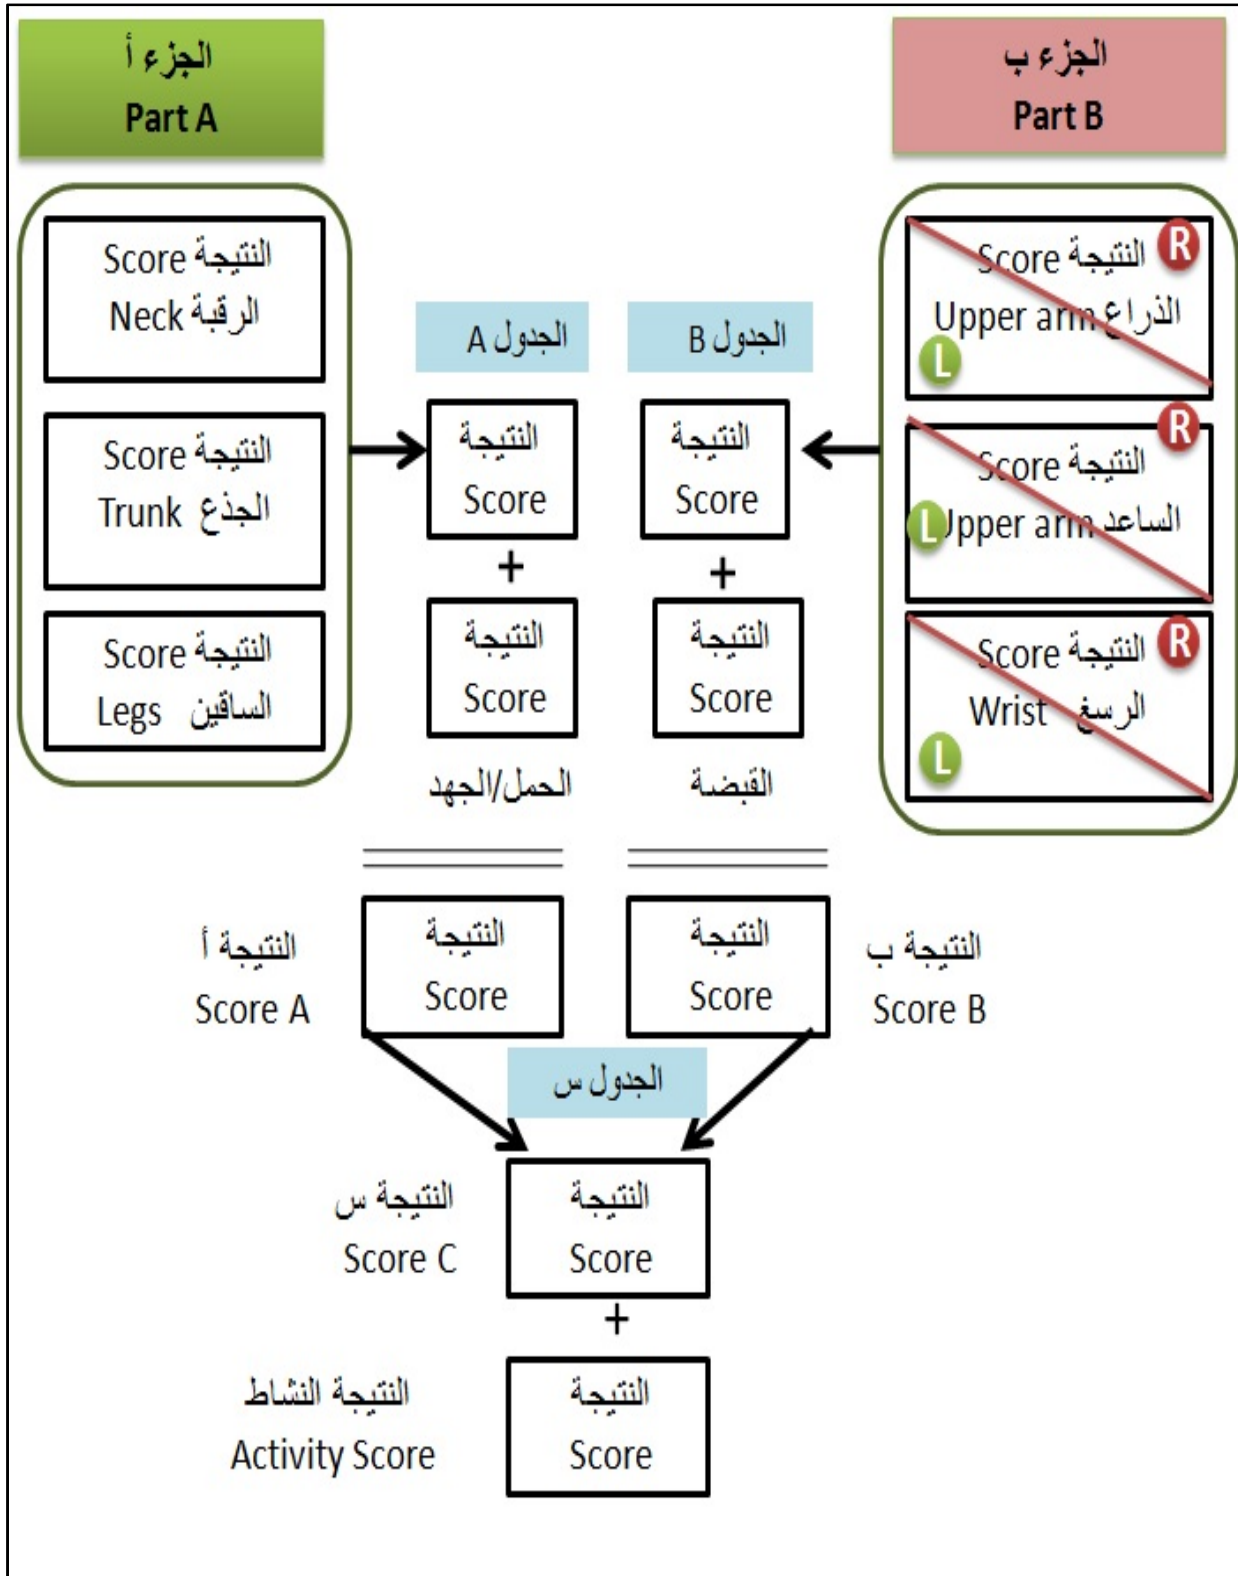 الجزء أ
Part A
الجزء ب
Part B
النتيجة Score
الرقبة Neck
النتيجة Score
الجذع Trunk
النتيجة Score
الساقين Legs
الجدول A
النتيجة
Score
+
النتيجة
Score
الحمل/الجهد
الجدول B
النتيجة
Score
+
النتيجة
Score
القبضة
R
النتيجة Score
الذراع Upper arm
L
R
النتيجة Score
الساعد Upper arm
L
R
النتيجة Score
الرسغ Wrist
L
النتيجة أ
Score A
النتيجة
Score
النتيجة
Score
النتيجة ب
Score B
الجدول س
النتيجة س
Score C
النتيجة
Score
+
النتيجة النشاط
Activity Score
النتيجة
Score